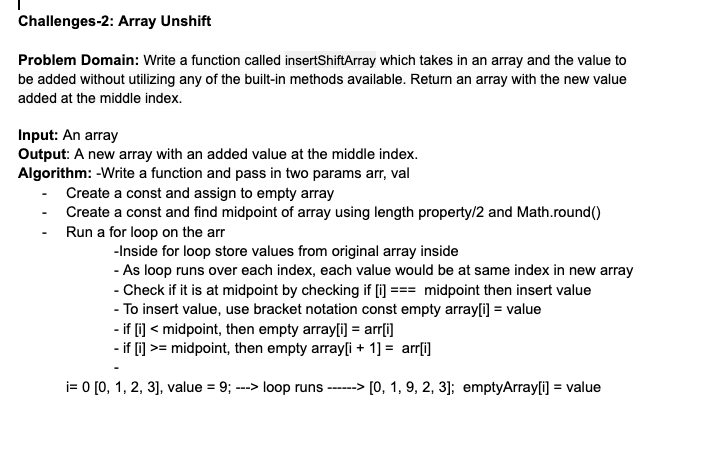 Challenges-2: Array Unshift
Problem Domain: Write a function called insertShiftArray which takes in an array and the value to
be added without utilizing any of the built-in methods available. Return an array with the new value
added at the middle index.
Input: An array
Output: A new array with an added value at the middle index.
Algorithm: -Write a function and pass in two params arr, val
- Create a const and assign to empty array
- Create a const and find midpoint of array using length property/2 and Math.round()
- Run a for loop on the arr
-Inside for loop store values from original array inside
- As loop runs over each index, each value would be at same index in new array
- Check if it is at midpoint by checking if [i] === midpoint then insert value
- To insert value, use bracket notation const empty array[i] = value
- if [i] < midpoint, then empty array[i] = arr[i]
- if [i] >= midpoint, then empty array[i + 1] = arr[i]
-
i= 0 [0, 1, 2, 3], value = 9; ---> loop runs ------> [0, 1, 9, 2, 3]; emptyArray[i] = value